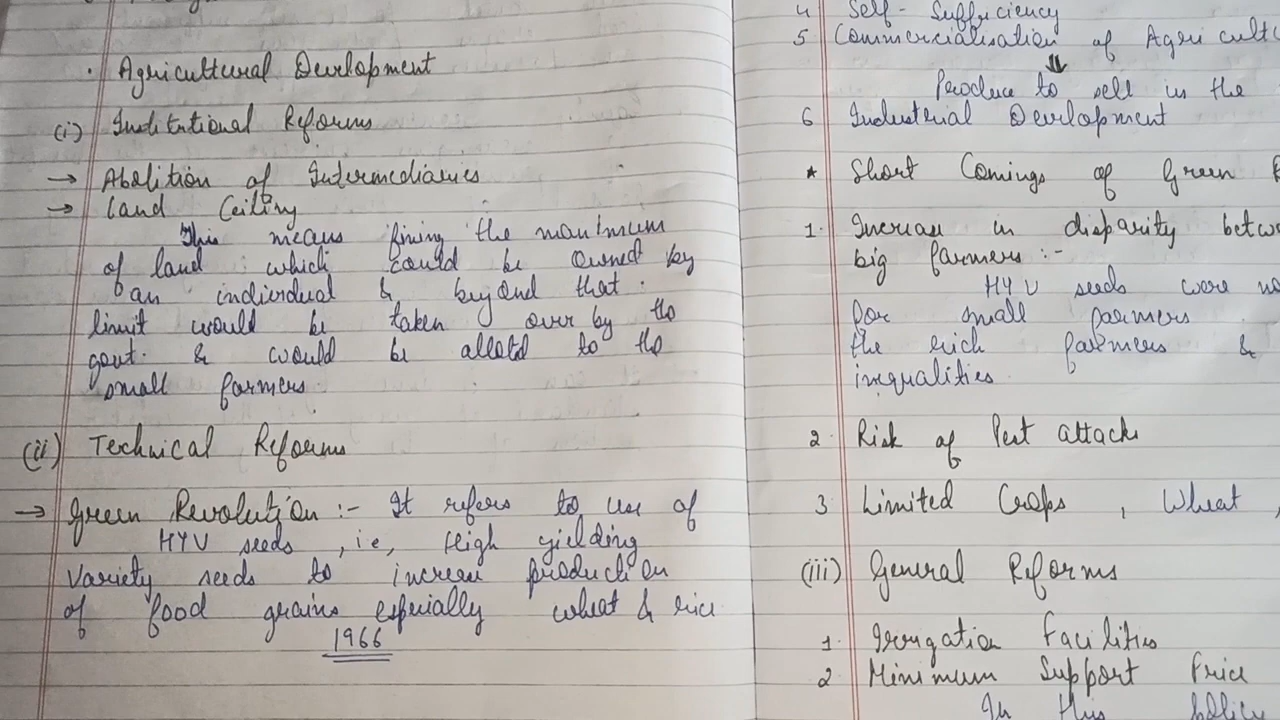 · Agricultural Development
(i) Institutional Reforms
→ Abolition of Intermediaries
→ Land Ceiling
This means fixing the maximum
of land which could be owned by
an individual & beyond that
limit would be taken over by the
govt. & would be alloted to the
small farmers
(ii) Technical Reforms
→ Green Revolution :- It refers to use of
HYV seeds , i.e, High yielding
Variety seeds to increase production
of food grains especially wheat & rice
1966
4 Self-Sufficiency
5 Commercialisation of Agricult
↓
Produce to sell in the
6 Industrial Development
* Short Comings of Green
1. Increase in disparity betw
big farmers :-
HYV seeds were
for small farmers
the rich farmers &
inequalities
2. Risk of Pest attack
3 Limited Crops , Wheat ,
(iii) General Reforms
1. Irrigation Facilities
2 Minimum Support Price
In this policy